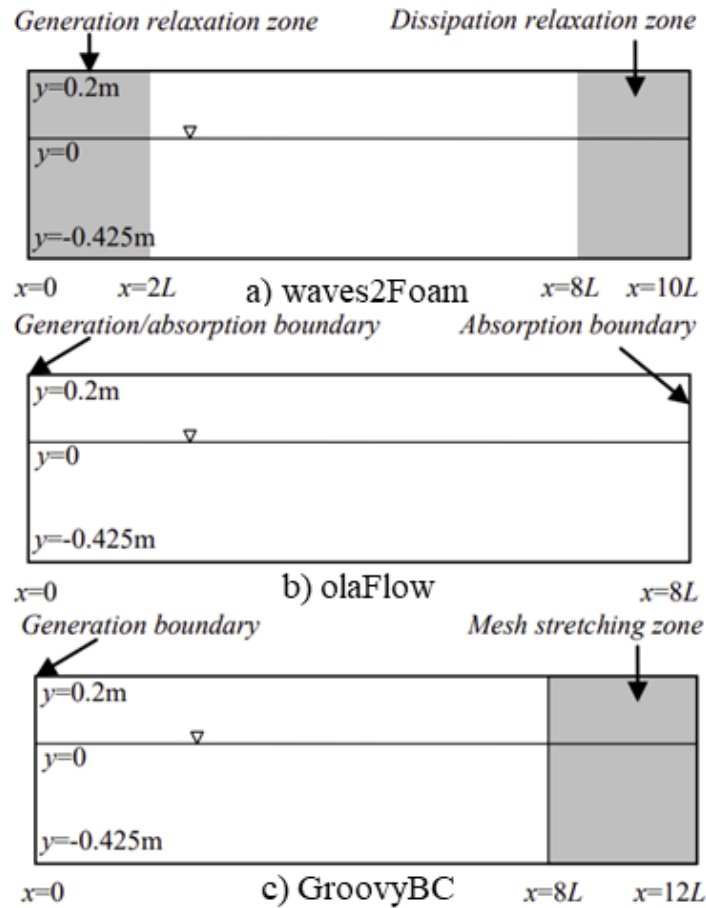 Generation relaxation zone Dissipation relaxation zone
y=0.2m
y=0
y=-0.425m
x=0 x=2L a) waves2Foam x=8L x=10L
Generation/absorption boundary Absorption boundary
y=0.2m
y=0
y=-0.425m
b) olaFlow
x=0 x=8L
Generation boundary Mesh stretching zone
y=0.2m
y=0
y=-0.425m
x=0 c) GroovyBC x=8L x=12L